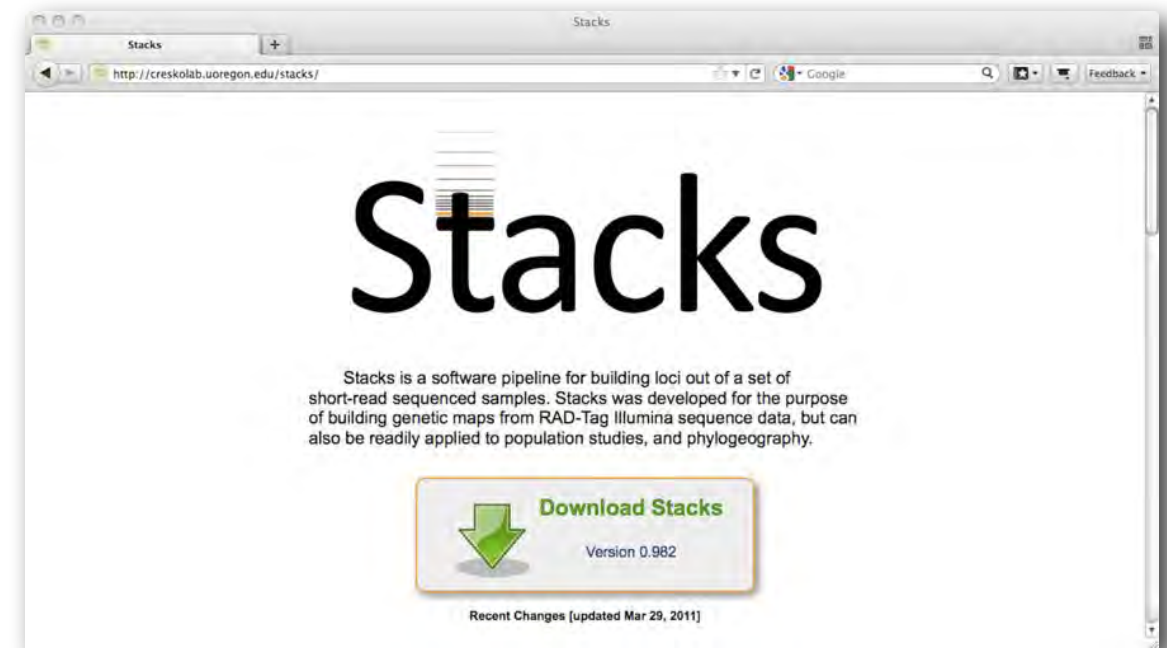 Stacks
Stacks
http://creskolab.uoregon.edu/stacks/
Google
Feedback
Stacks
Stacks is a software pipeline for building loci out of a set of
short-read sequenced samples. Stacks was developed for the purpose
of building genetic maps from RAD-Tag Illumina sequence data, but can
also be readily applied to population studies, and phylogeography.
Download Stacks
Version 0.982
Recent Changes [updated Mar 29, 2011]